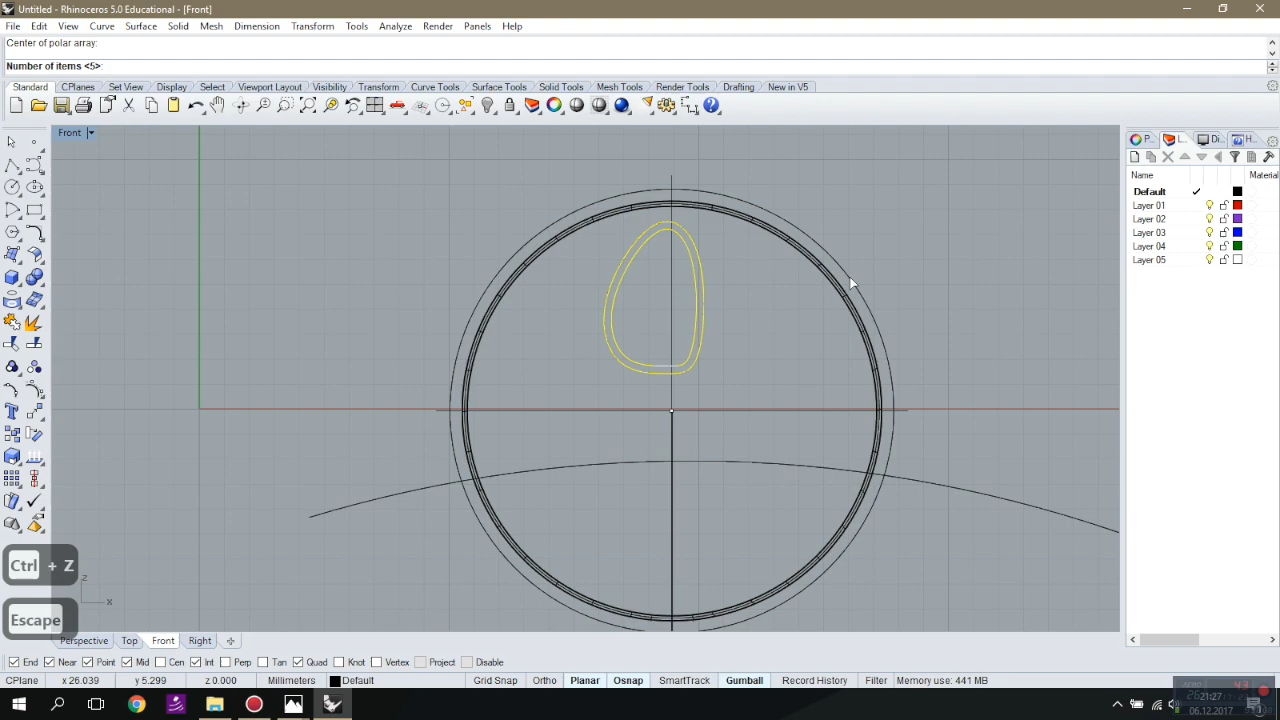 Untitled - Rhinoceros 5.0 Educational - [Front]
File Edit View Curve Surface Solid Mesh Dimension Transform Tools Analyze Render Panels Help
Center of polar array:
Number of items <5>:
Standard CPlanes Set View Display Select Viewport Layout Visibility Transform Curve Tools Surface Tools Solid Tools Mesh Tools Render Tools Drafting New in V5
Front
P... L... Di... H...
Name Material
Default
Layer 01
Layer 02
Layer 03
Layer 04
Layer 05
Ctrl + Z
z
x
Escape
Perspective Top Front Right
End Near Point Mid Cen Int Perp Tan Quad Knot Vertex Project Disable
CPlane x 26.039 y 5.299 z 0.000 Millimeters Default Grid Snap Ortho Planar Osnap SmartTrack Gumball Record History Filter Memory use: 441 MB
21:27
06.12.2017